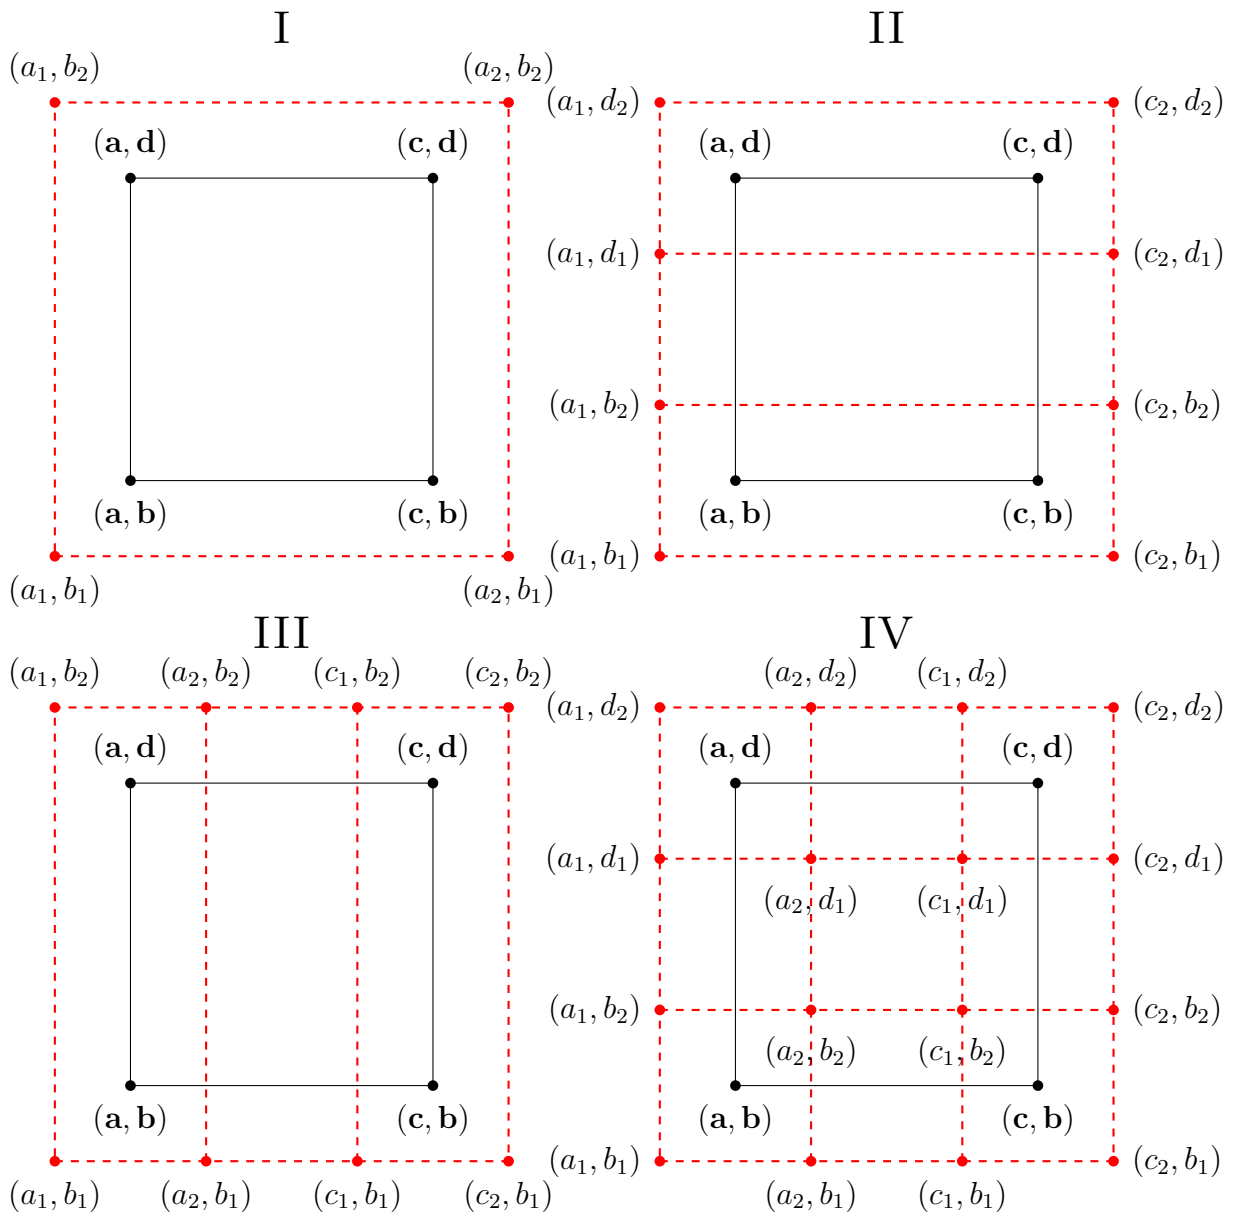 I II
(a₁, b₂) (a₂, b₂)
(a₁, d₂) (c₂, d₂)
(a, d) (c, d) (a, d) (c, d)
(a₁, d₁) (c₂, d₁)
(a₁, b₂) (c₂, b₂)
(a, b) (c, b) (a, b) (c, b)
(a₁, b₁) (c₂, b₁)
(a₁, b₁) (a₂, b₁)
III IV
(a₁, b₂) (a₂, b₂) (c₁, b₂) (c₂, b₂) (a₂, d₂) (c₁, d₂)
(a₁, d₂) (c₂, d₂)
(a, d) (c, d) (a, d) (c, d)
(a₁, d₁) (c₂, d₁)
(a₂, d₁) (c₁, d₁)
(a₁, b₂) (c₂, b₂)
(a₂, b₂) (c₁, b₂)
(a, b) (c, b) (a, b) (c, b)
(a₁, b₁) (c₂, b₁)
(a₁, b₁) (a₂, b₁) (c₁, b₁) (c₂, b₁) (a₂, b₁) (c₁, b₁)